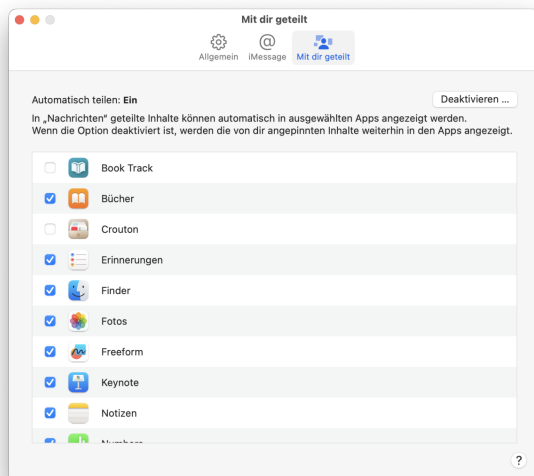 Mit dir geteilt
Allgemein
iMessage
Mit dir geteilt
Automatisch teilen: Ein
Deaktivieren ...
In „Nachrichten“ geteilte Inhalte können automatisch in ausgewählten Apps angezeigt werden.
Wenn die Option deaktiviert ist, werden die von dir angepinnten Inhalte weiterhin in den Apps angezeigt.
Book Track
Bücher
Crouton
Erinnerungen
Finder
Fotos
Freeform
Keynote
Notizen
Numbers
?